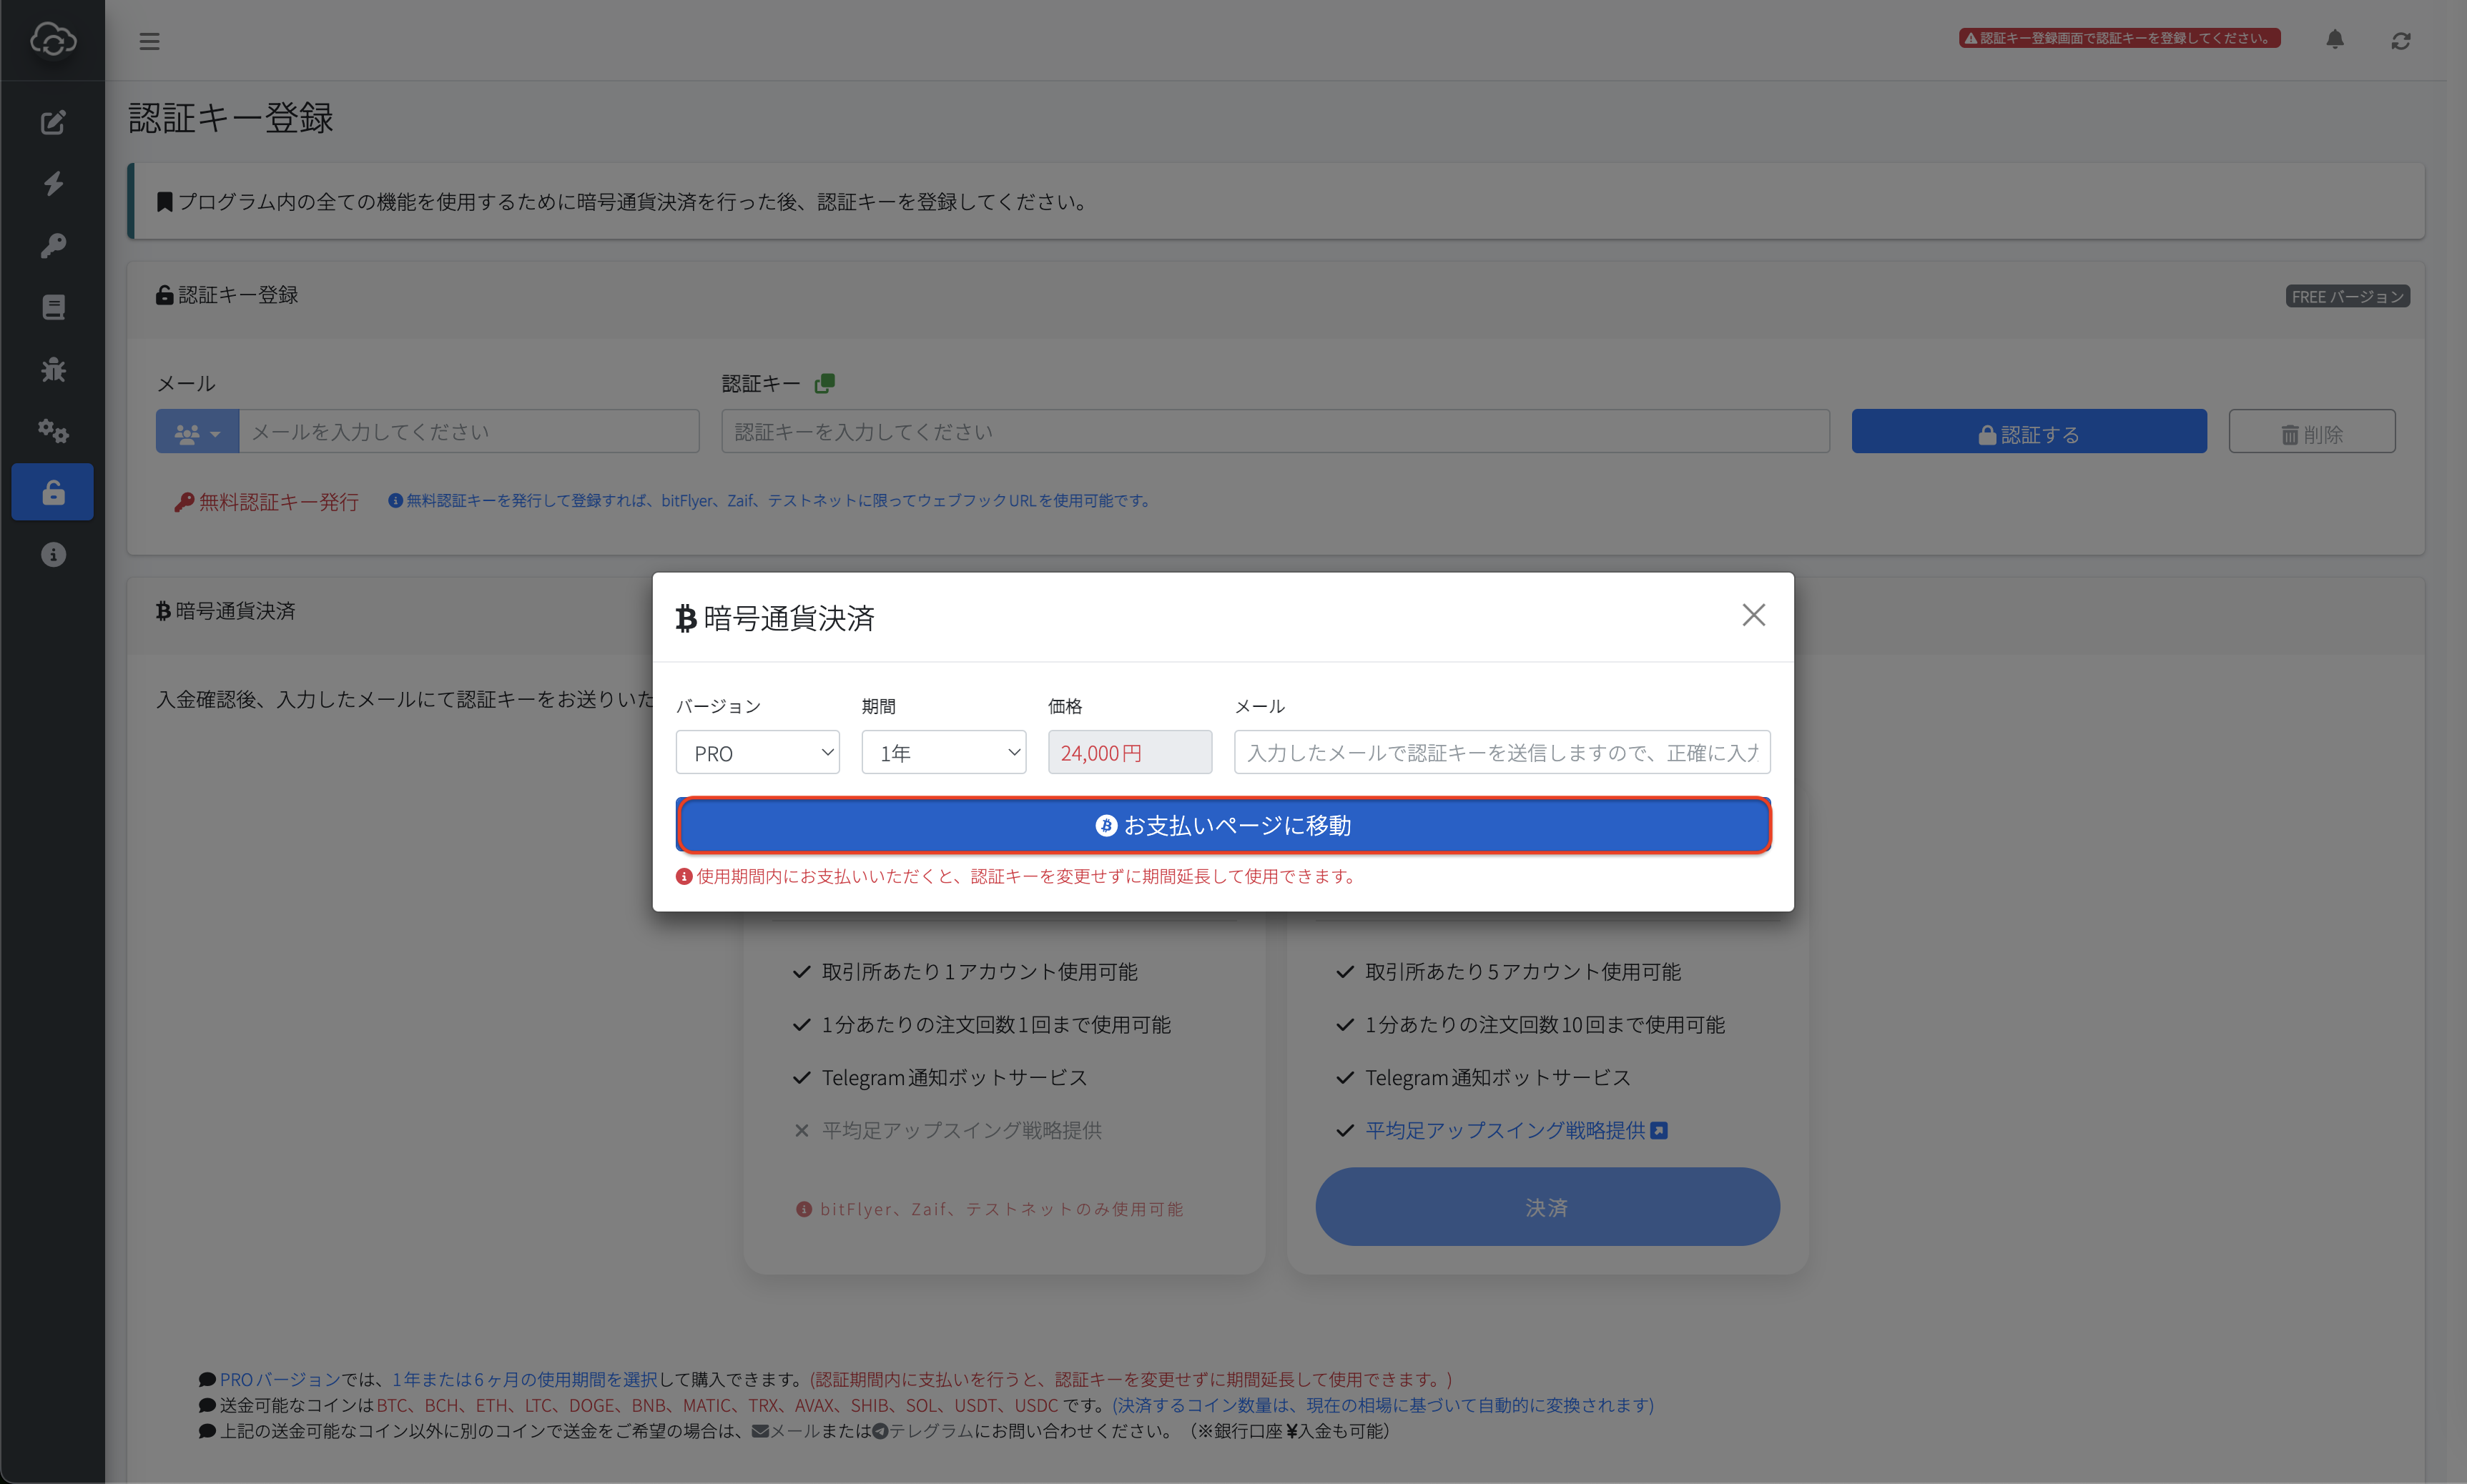 認証キー登録画面で認証キーを登録してください。
認証キー登録
プログラム内の全ての機能を使用するために暗号通貨決済を行った後、認証キーを登録してください。
認証キー登録
FREE バージョン
メール
認証キー
メールを入力してください
認証キーを入力してください
認証する
削除
無料認証キー発行
無料認証キーを発行して登録すれば、bitFlyer、Zaif、テストネットに限ってウェブフックURLを使用可能です。
暗号通貨決済
入金確認後、入力したメールにて認証キーをお送りいた
暗号通貨決済
バージョン
期間
価格
メール
PRO
1年
24,000円
入力したメールで認証キーを送信しますので、正確に入力
お支払いページに移動
使用期間内にお支払いいただくと、認証キーを変更せずに期間延長して使用できます。
取引所あたり1アカウント使用可能
1分あたりの注文回数1回まで使用可能
Telegram通知ボットサービス
平均足アップスイング戦略提供
bitFlyer、Zaif、テストネットのみ使用可能
取引所あたり5アカウント使用可能
1分あたりの注文回数10回まで使用可能
Telegram通知ボットサービス
平均足アップスイング戦略提供
決済
PROバージョンでは、1年または6ヶ月の使用期間を選択して購入できます。(認証期間内に支払いを行うと、認証キーを変更せずに期間延長して使用できます。)
送金可能なコインはBTC、BCH、ETH、LTC、DOGE、BNB、MATIC、TRX、AVAX、SHIB、SOL、USDT、USDCです。(決済するコイン数量は、現在の相場に基づいて自動的に変換されます)
上記の送金可能なコイン以外に別のコインで送金をご希望の場合は、メールまたはテレグラムにお問い合わせください。（※銀行口座¥入金も可能）